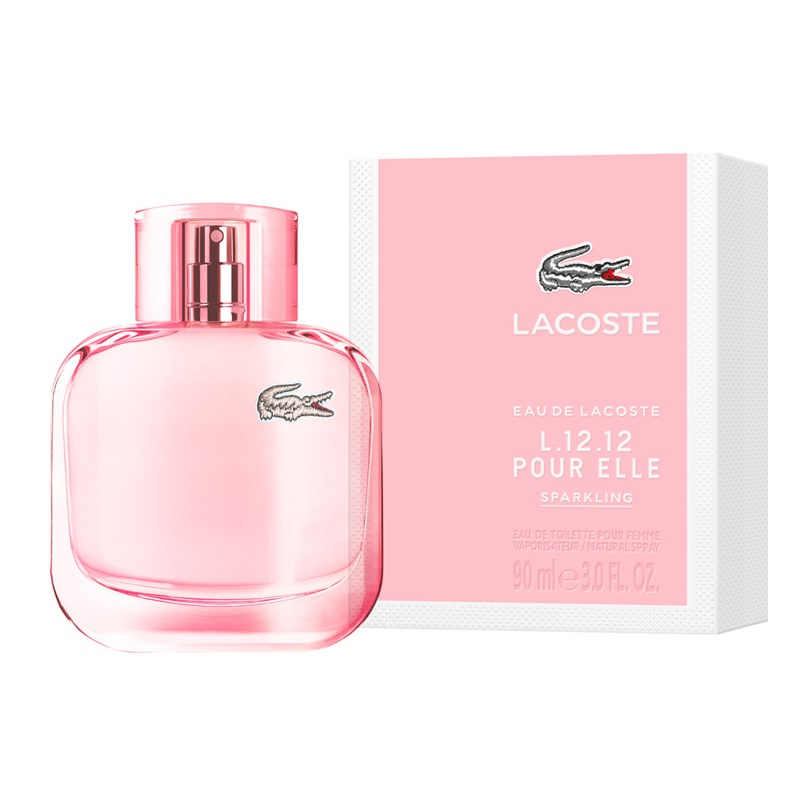 LACOSTE
EAU DE LACOSTE
L.12.12
POUR ELLE
SPARKLING
EAU DE TOILETTE POUR FEMME
VAPORISATEUR / NATURAL SPRAY
90 ml e 3.0 FL. OZ.